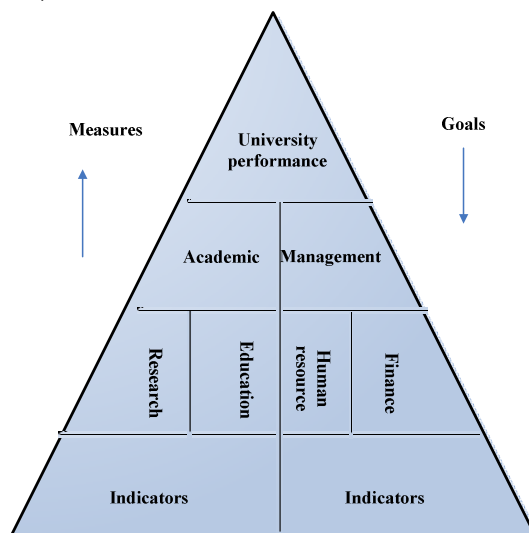 Measures
Goals
University
performance
Academic
Management
Research
Education
Human
resource
Finance
Indicators
Indicators